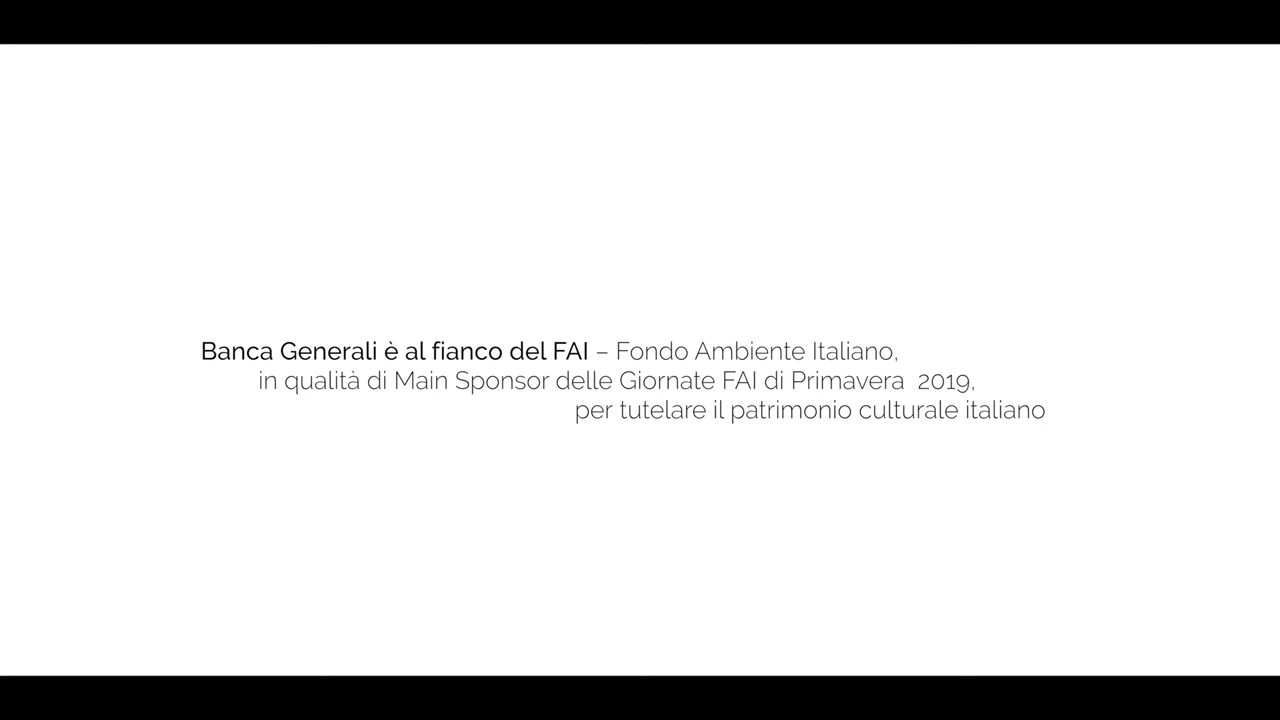 Banca Generali è al fianco del FAI – Fondo Ambiente Italiano,
in qualità di Main Sponsor delle Giornate FAI di Primavera 2019,
per tutelare il patrimonio culturale italiano